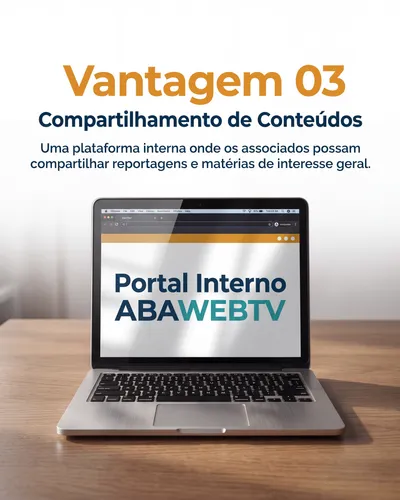 Vantagem 03
Compartilhamento de Conteúdos
Uma plataforma interna onde os associados possam
compartilhar reportagens e matérias de interesse geral.
Portal Interno
ABAWEBTV